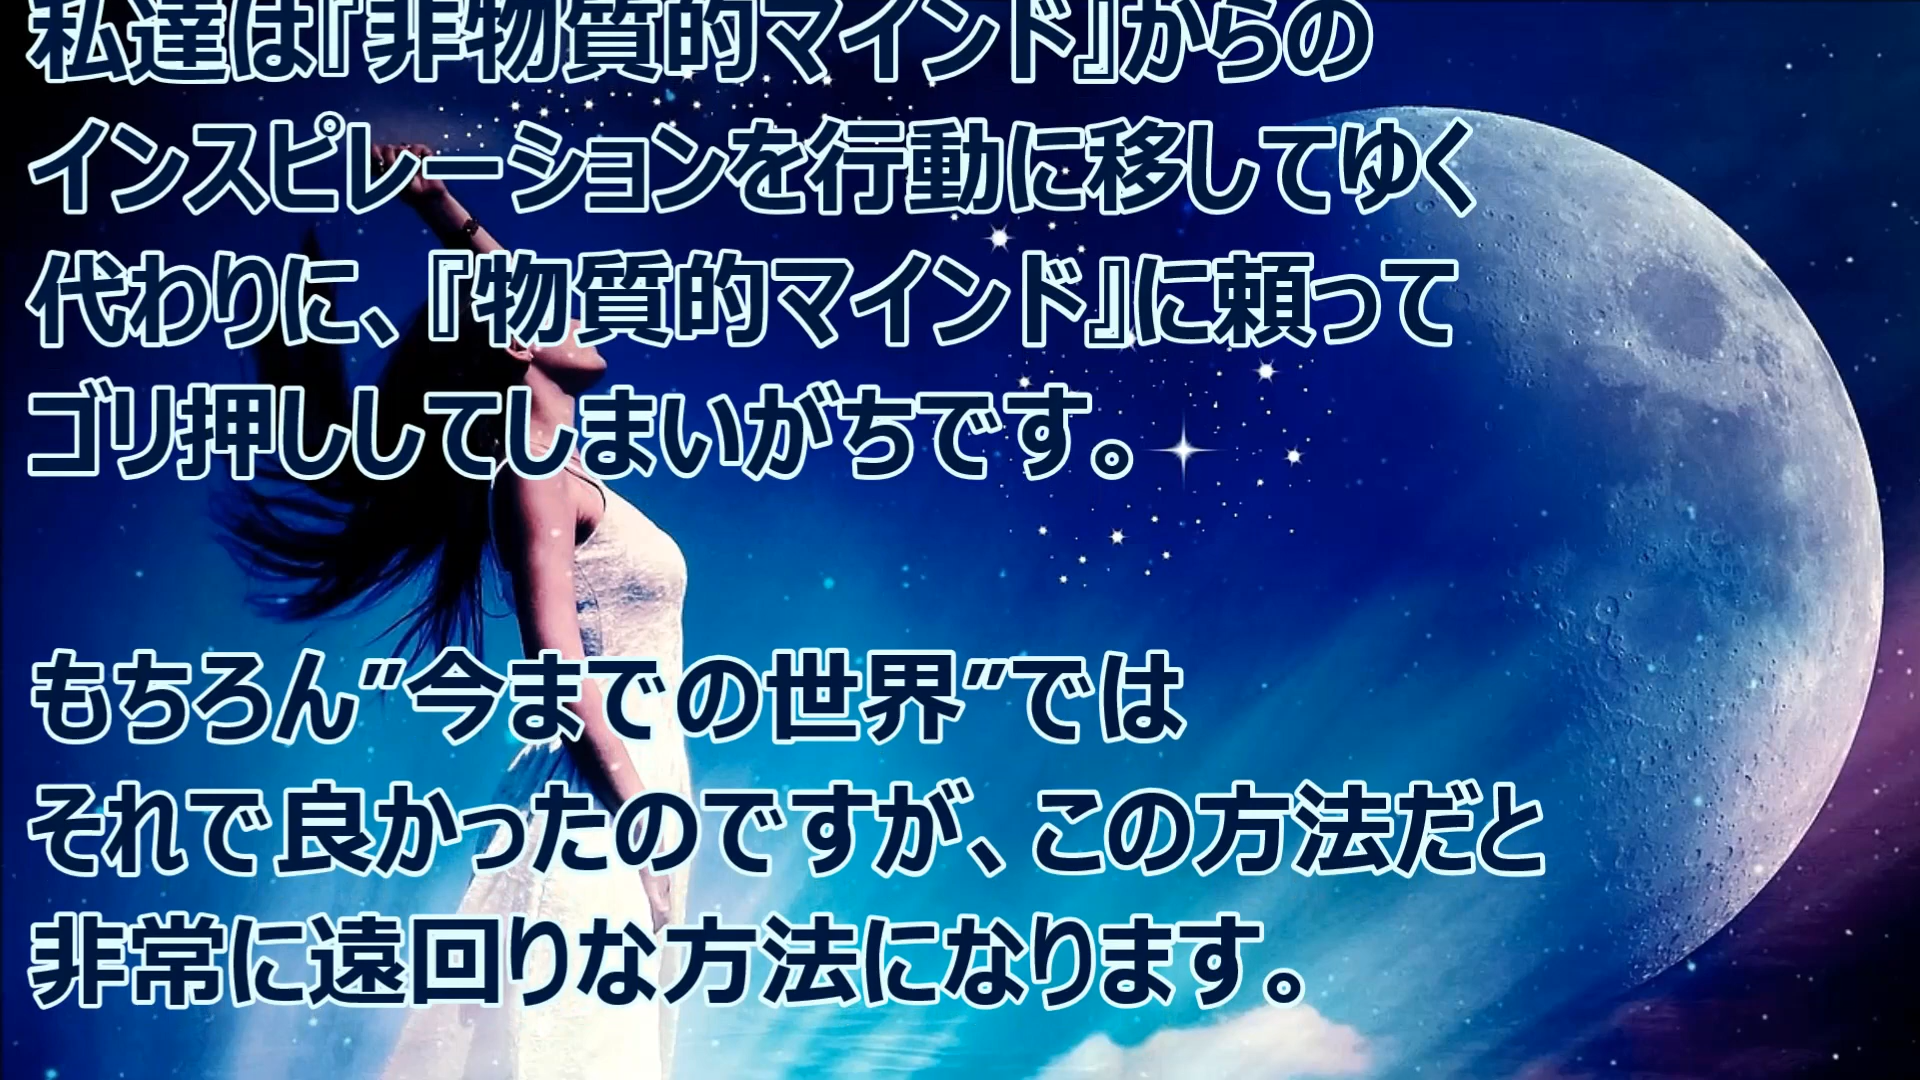 私達は『非物質的マインド』からの
インスピレーションを行動に移してゆく
代わりに、『物質的マインド』に頼って
ゴリ押ししてしまいがちです。
もちろん”今までの世界”では
それで良かったのですが、この方法だと
非常に遠回りな方法になります。